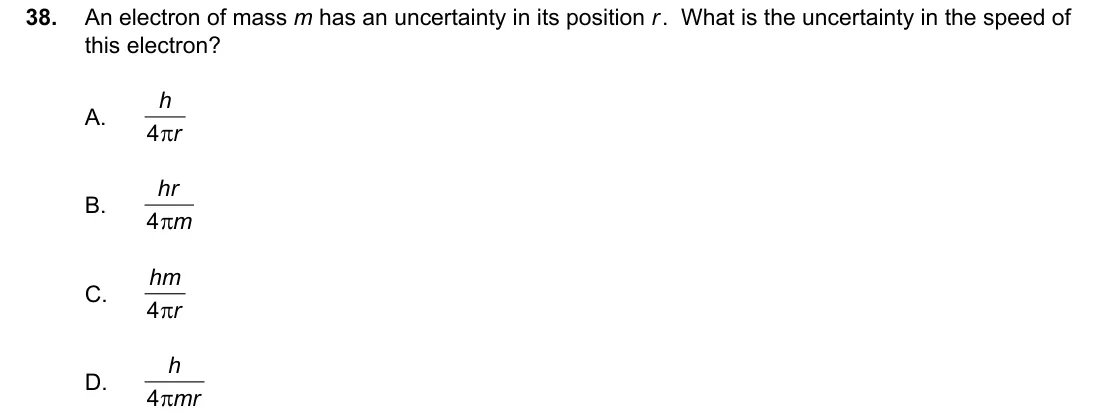 38. An electron of mass m has an uncertainty in its position r. What is the uncertainty in the speed of
this electron?
A. h
4πr
B. hr
4πm
C. hm
4πr
D. h
4πmr